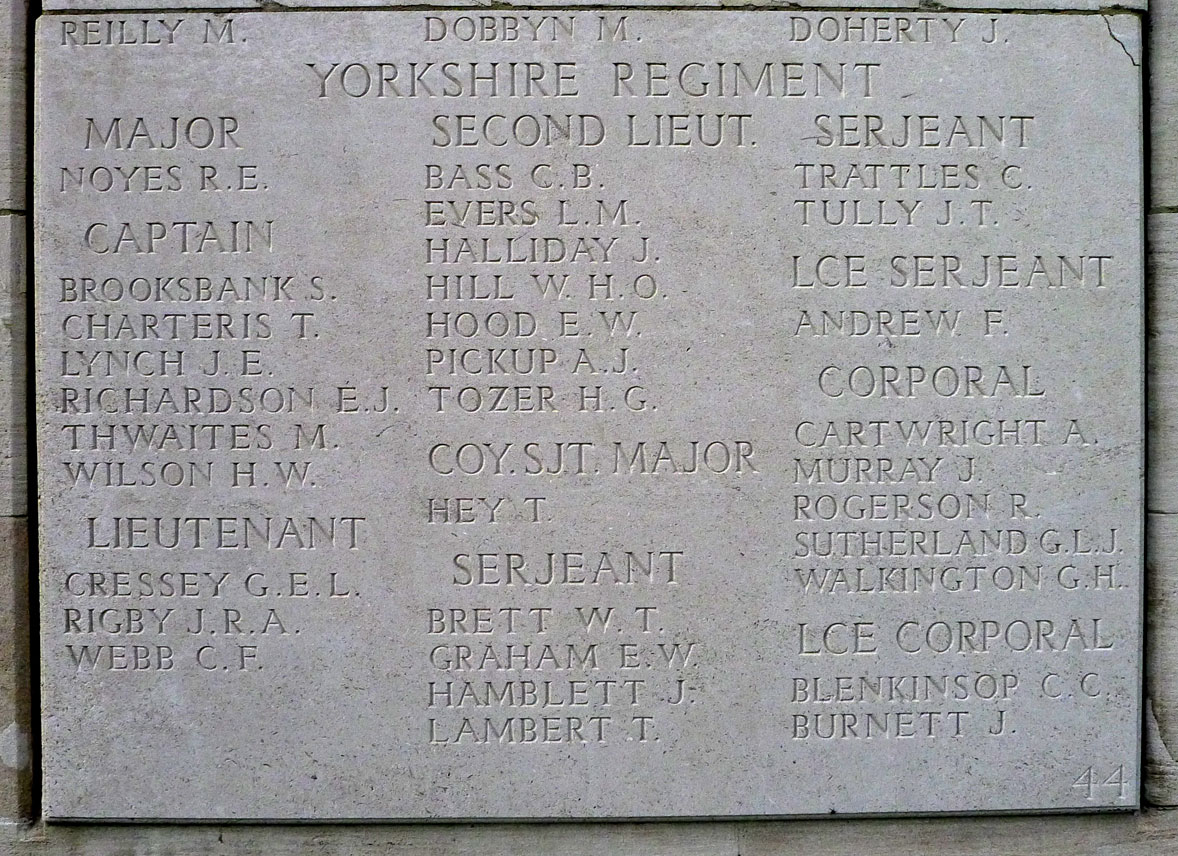 REILLY M.
DOBBYN M.
DOHERTY J.
YORKSHIRE REGIMENT
MAJOR
NOYES R.E.
CAPTAIN
BROOKSBANK S.
CHARTERIS T.
LYNCH J.E.
RICHARDSON E.J.
THWAITES M.
WILSON H.W.
LIEUTENANT
CRESSEY G.E.L.
RIGBY J.R.A.
WEBB C.F.
SECOND LIEUT.
BASS C.B.
EVERS L.M.
HALLIDAY J.
HILL W.H.O.
HOOD E.W.
PICKUP A.J.
TOZER H.G.
COY. SJT. MAJOR
HEY T.
SERJEANT
BRETT W.T.
GRAHAM E.W.
HAMBLETT J.
LAMBERT T.
SERJEANT
TRATTLES C.
TULLY J.T.
LCE SERJEANT
ANDREW F.
CORPORAL
CARTWRIGHT A.
MURRAY J.
ROGERSON R.
SUTHERLAND G.L.J.
WALKINGTON G.H.
LCE CORPORAL
BLENKINSOP C.C.
BURNETT J.
44